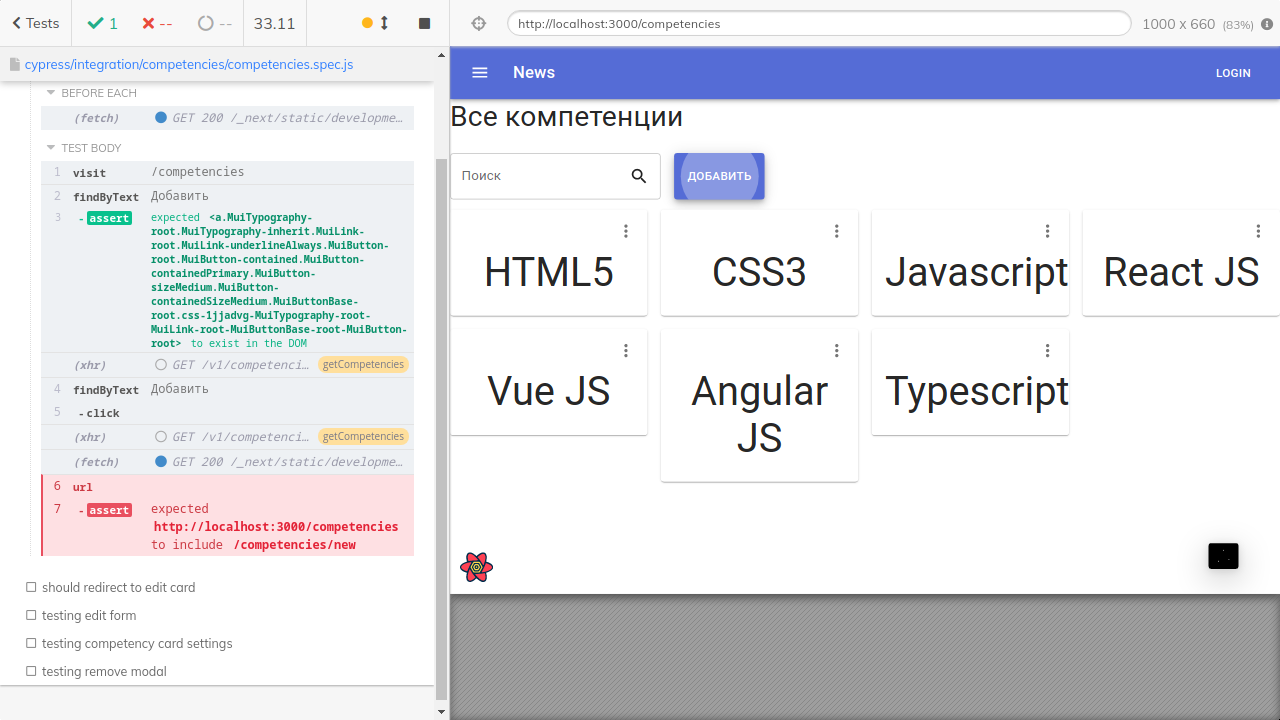 Tests
1
--
--
33.11
cypress/integration/competencies/competencies.spec.js
BEFORE EACH
(fetch) GET 200 /_next/static/developme…
TEST BODY
1 visit /competencies
2 findByText Добавить
3 -assert expected <a.MuiTypography-
root.MuiTypography-inherit.MuiLink-
root.MuiLink-underlineAlways.MuiButton-
root.MuiButton-contained.MuiButton-
containedPrimary.MuiButton-
sizeMedium.MuiButton-
containedSizeMedium.MuiButtonBase-
root.css-1jjadvg-MuiTypography-root-
MuiLink-root-MuiButtonBase-root-MuiButton-
root> to exist in the DOM
(xhr) GET /v1/competenci… getCompetencies
4 findByText Добавить
5 -click
(xhr) GET /v1/competenci… getCompetencies
(fetch) GET 200 /_next/static/developme…
6 url
7 -assert expected
http://localhost:3000/competencies
to include /competencies/new
should redirect to edit card
testing edit form
testing competency card settings
testing remove modal
http://localhost:3000/competencies
1000 x 660 (83%)
News
LOGIN
Все компетенции
Поиск
ДОБАВИТЬ
HTML5
CSS3
Javascript
React JS
Vue JS
Angular
JS
Typescript